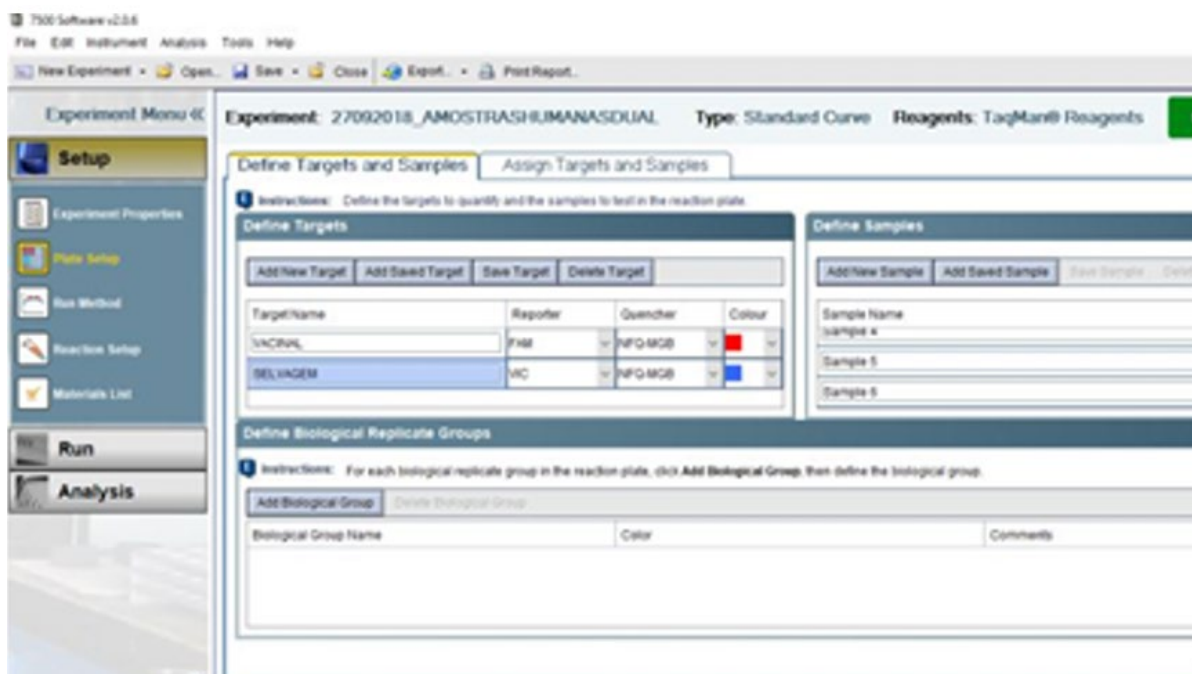 7500 Software v2.0.6
File Edit Instrument Analysis Tools Help
New Experiment Open... Save Close Export... Print Report...
Experiment Menu «
Experiment: 27092018_AMOSTRASHUMANASDUAL Type: Standard Curve Reagents: TaqMan® Reagents
Setup
Define Targets and Samples Assign Targets and Samples
Experiment Properties
Instructions: Define the targets to quantify and the samples to test in the reaction plate.
Define Targets Define Samples
Plate Setup
Add New Target Add Saved Target Save Target Delete Target Add New Sample Add Saved Sample Save Sample
Run Method
Target Name Reporter Quencher Colour Sample Name
VACINAL FAM NFQ-MGB Sample 4
Reaction Setup
Sample 5
SELVAGEM VIC NFQ-MGB
Materials List
Sample 6
Define Biological Replicate Groups
Run
Instructions: For each biological replicate group in the reaction plate, click Add Biological Group, then define the biological group.
Analysis
Add Biological Group Delete Biological Group
Biological Group Name Color Comments